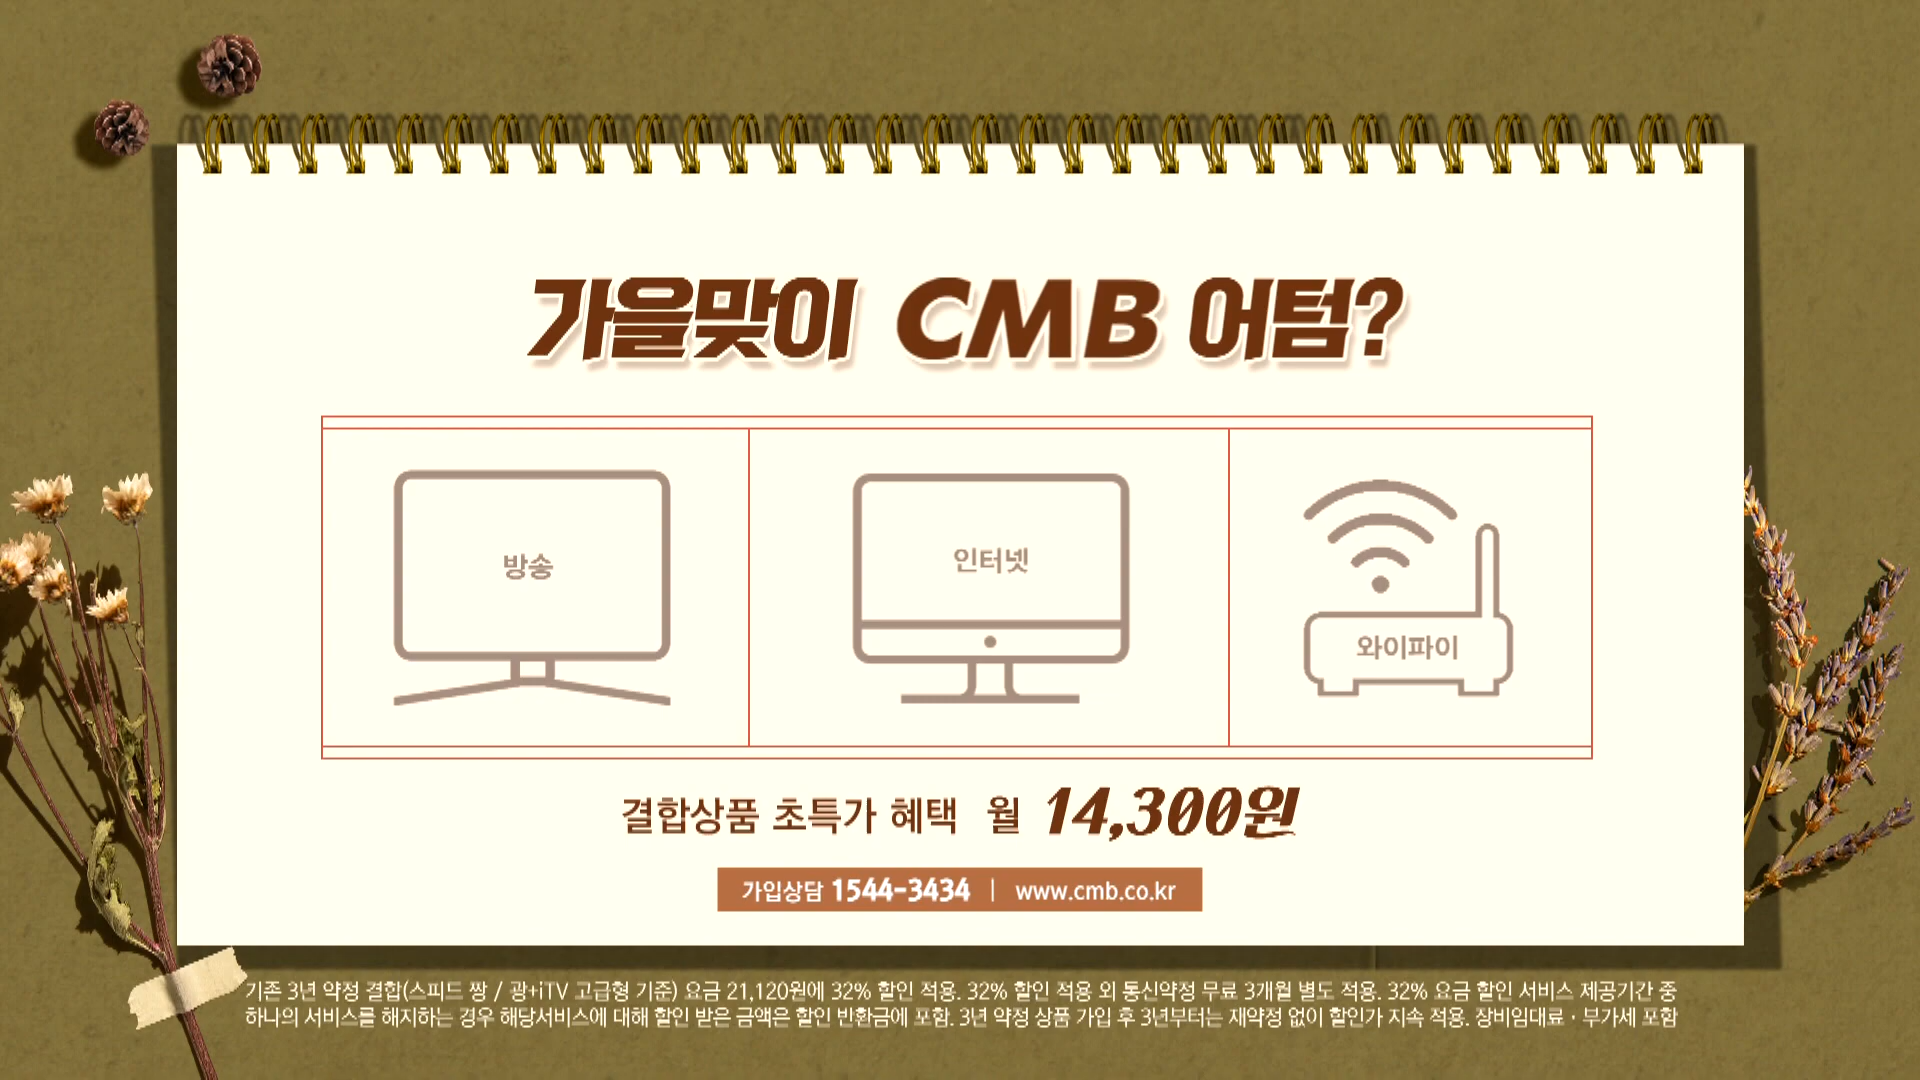 가을맞이 CMB 어텀?
방송
인터넷
와이파이
결합상품 초특가 혜택 월 14,300원
가입상담 1544-3434 | www.cmb.co.kr
기존 3년 약정 결합(스피드 짱 / 광+iTV 고급형 기준) 요금 21,120원에 32% 할인 적용. 32% 할인 적용 외 통신약정 무료 3개월 별도 적용. 32% 요금 할인 서비스 제공기간 중
하나의 서비스를 해지하는 경우 해당서비스에 대해 할인 받은 금액은 할인 반환금에 포함. 3년 약정 상품 가입 후 3년부터는 재약정 없이 할인가 지속 적용. 장비임대료 · 부가세 포함